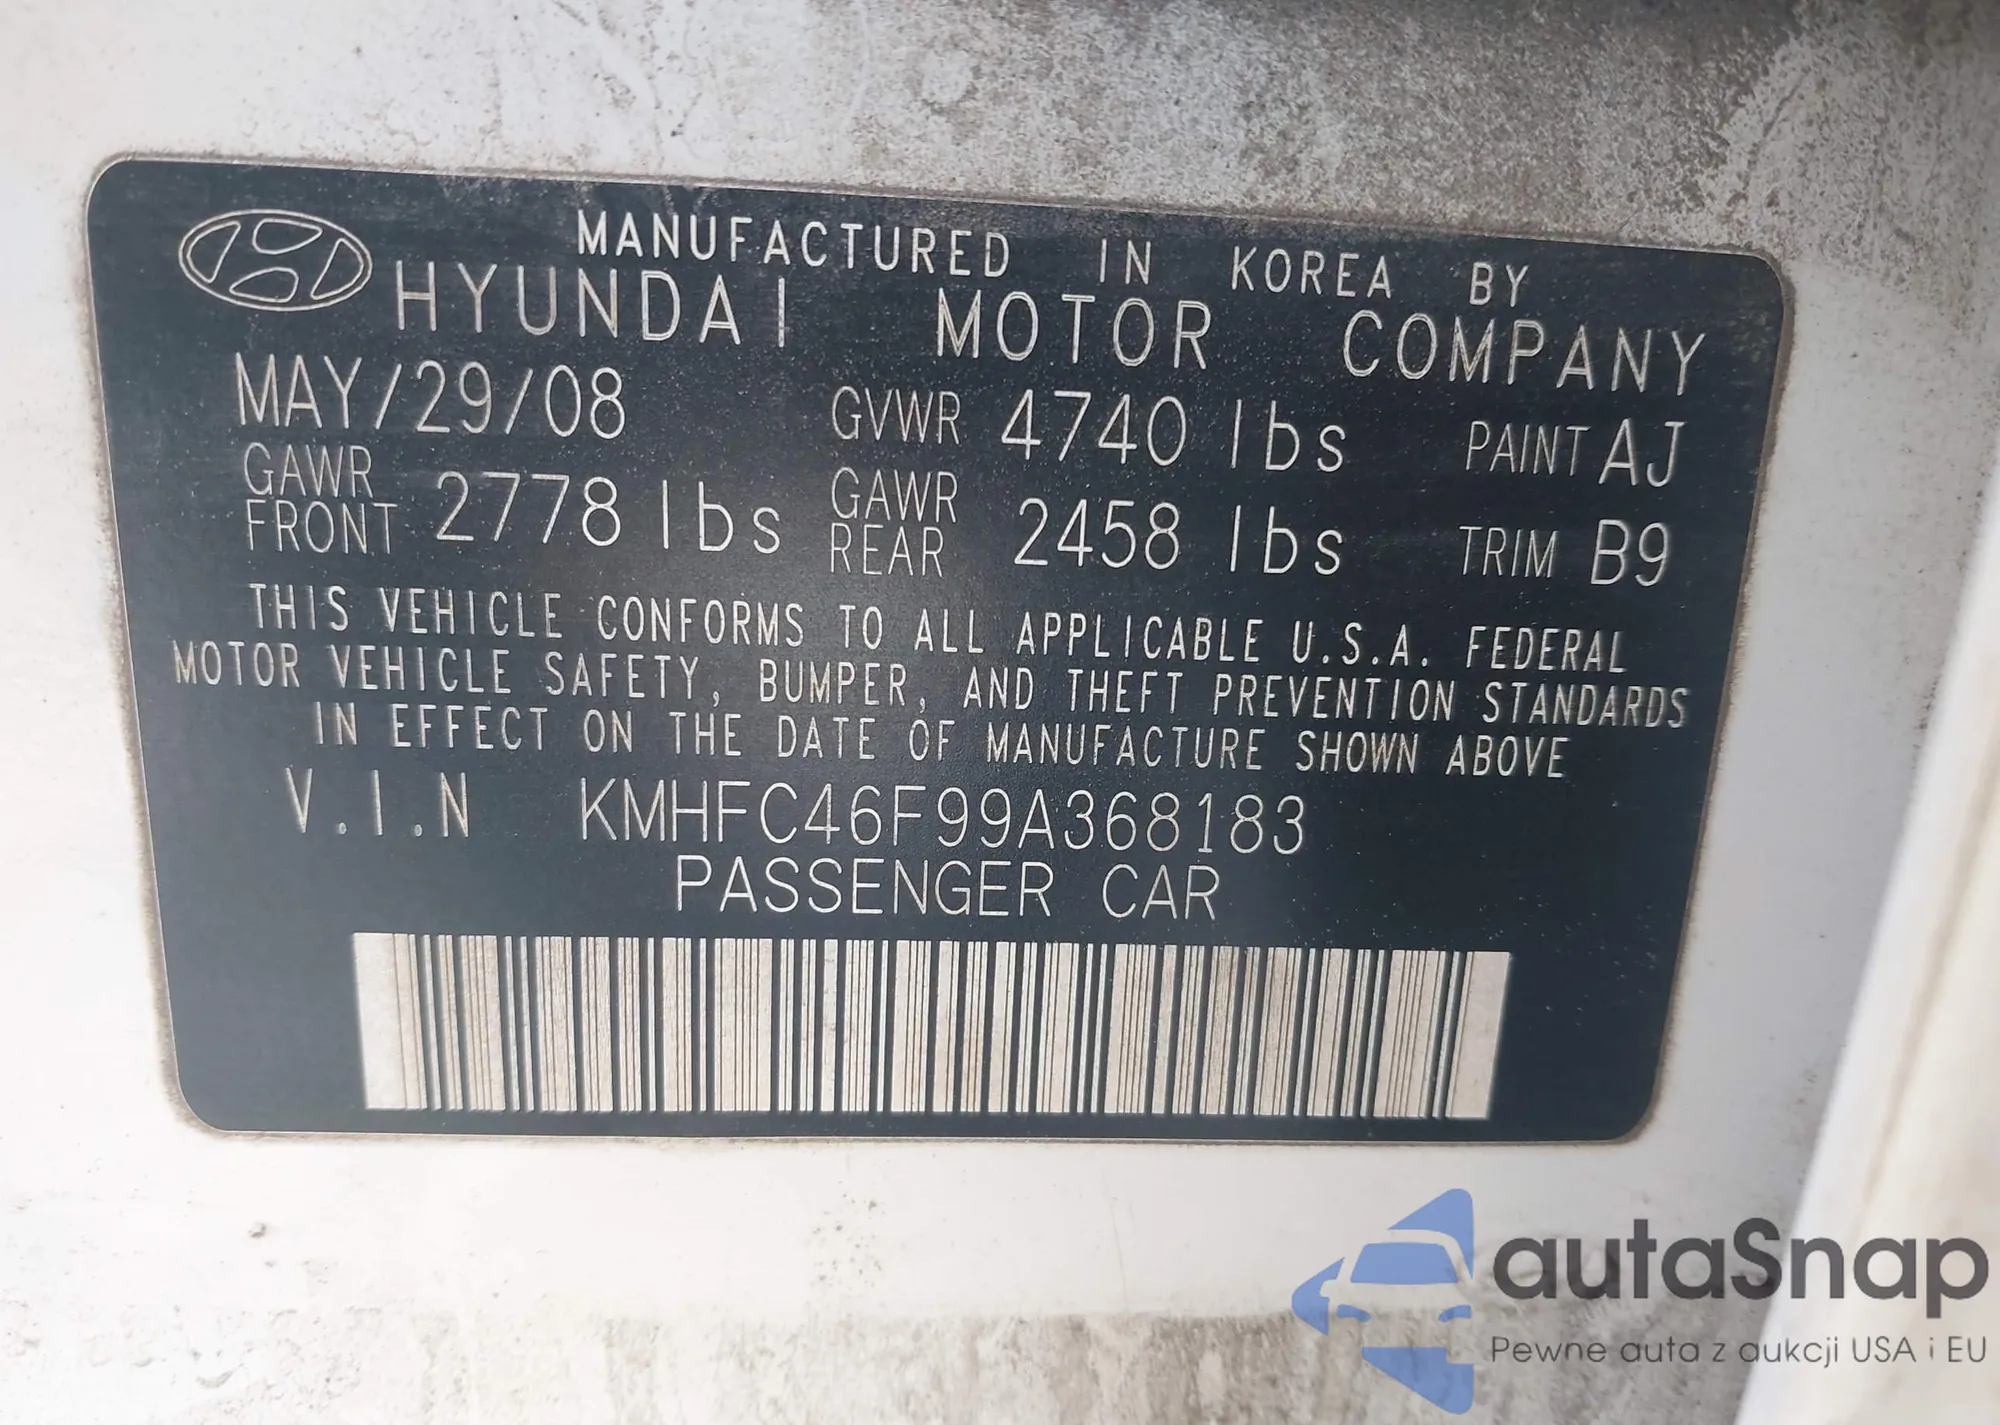 MANUFACTURED IN KOREA BY
HYUNDAI MOTOR COMPANY
MAY/29/08 GVWR 4740 lbs PAINT AJ
GAWR FRONT 2778 lbs GAWR REAR 2458 lbs TRIM B9
THIS VEHICLE CONFORMS TO ALL APPLICABLE U.S.A. FEDERAL
MOTOR VEHICLE SAFETY, BUMPER, AND THEFT PREVENTION STANDARDS
IN EFFECT ON THE DATE OF MANUFACTURE SHOWN ABOVE
V.I.N KMHFC46F99A368183
PASSENGER CAR
autaSnap
Pewne auta z aukcji USA i EU